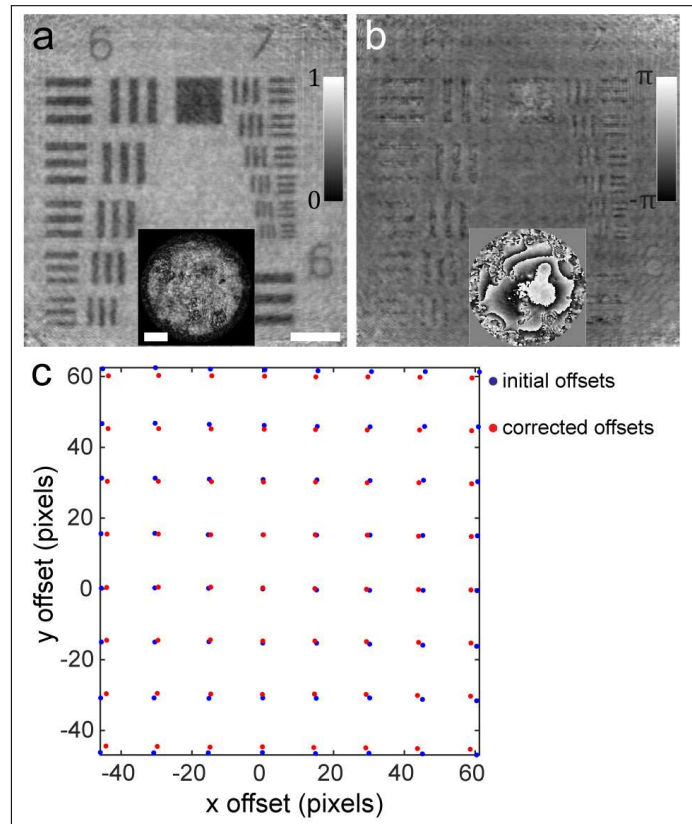 a
6
7
1
0
6
b
π
-π
c
60
40
20
0
-20
-40
-40
-20
0
20
40
60
y offset (pixels)
x offset (pixels)
initial offsets
corrected offsets